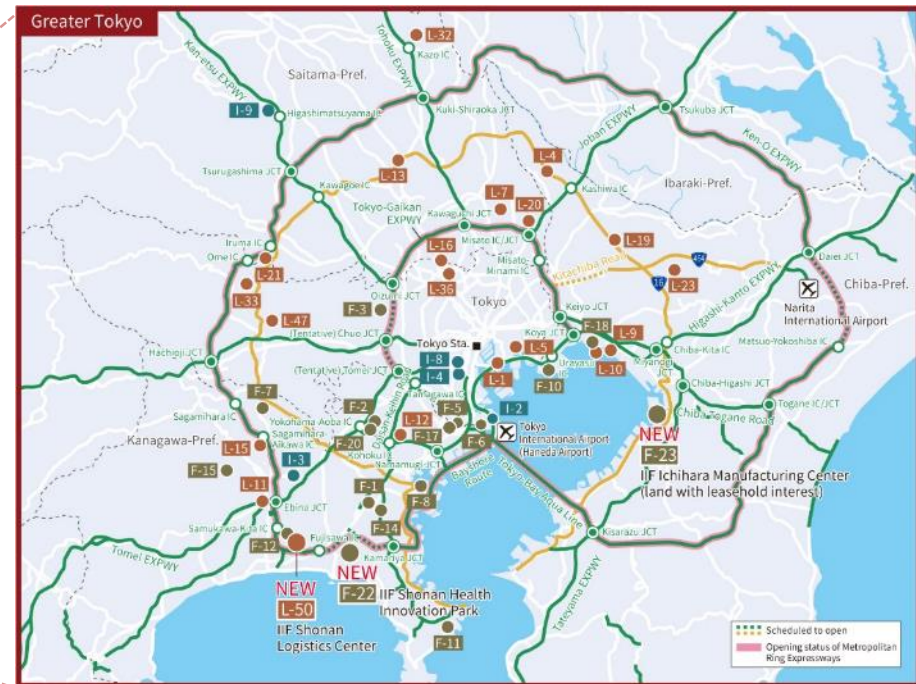 Greater Tokyo
L-32
Kazo IC
Tohoku EXPWY
Kan-etsu EXPWY
Saitama-Pref.
I-9
Higashimatsuyama IC
Kuki-Shiraoka JCT
Tsukuba JCT
Joban EXPWY
Ken-O EXPWY
Tsurugashima JCT
L-13
L-4
Kawagoe IC
Kashiwa IC
Ibaraki-Pref.
L-7
L-20
Tokyo-Gaikan
EXPWY
Kawaguchi JCT
Misato IC/JCT
L-19
Iruma IC
Ome IC
L-21
L-16
Misato-
Minami IC
Kitachiba Road
464
Daiei JCT
L-33
L-36
16
L-23
Higashi-Kanto EXPWY
Chiba-Pref.
Oizumi JCT
Tokyo
Narita
International Airport
F-3
Keiyo JCT
L-47
Koya JCT
F-18
L-9
(Tentative) Chuo JCT
Tokyo Sta.
L-5
Urayasu
L-10
Miyanogi
JCT
Chiba-Kita IC
Matsuo-Yokoshiba IC
Hachioji JCT
I-8
L-1
F-10
(Tentative) Tomei JCT
I-4
Tamagawa IC
Chiba-Higashi JCT
Togane IC/JCT
Chiba Togane Road
F-7
Sagamihara IC
F-2
F-5
I-2
Daisan-Keihin Road
Yokohama Aoba IC
Kanagawa-Pref.
Sagamihara
Aikawa IC
F-20
L-12
F-17
F-6
Tokyo
International Airport
(Haneda Airport)
NEW
F-23
IIF Ichihara Manufacturing Center
(land with leasehold interest)
L-15
Kohoku IC
F-15
I-3
Namamugi JCT
Bayshore
Route
Tokyo-Bay Aqua Line
L-11
F-1
F-8
Ebina JCT
F-14
Samukawa-Kita IC
F-12
Fujisawa IC
Kamariya JCT
Kisarazu JCT
Tomei EXPWY
Tateyama EXPWY
NEW
L-50
IIF Shonan
Logistics Center
NEW
F-22
IIF Shonan Health
Innovation Park
F-11
Scheduled to open
Opening status of Metropolitan
Ring Expressways